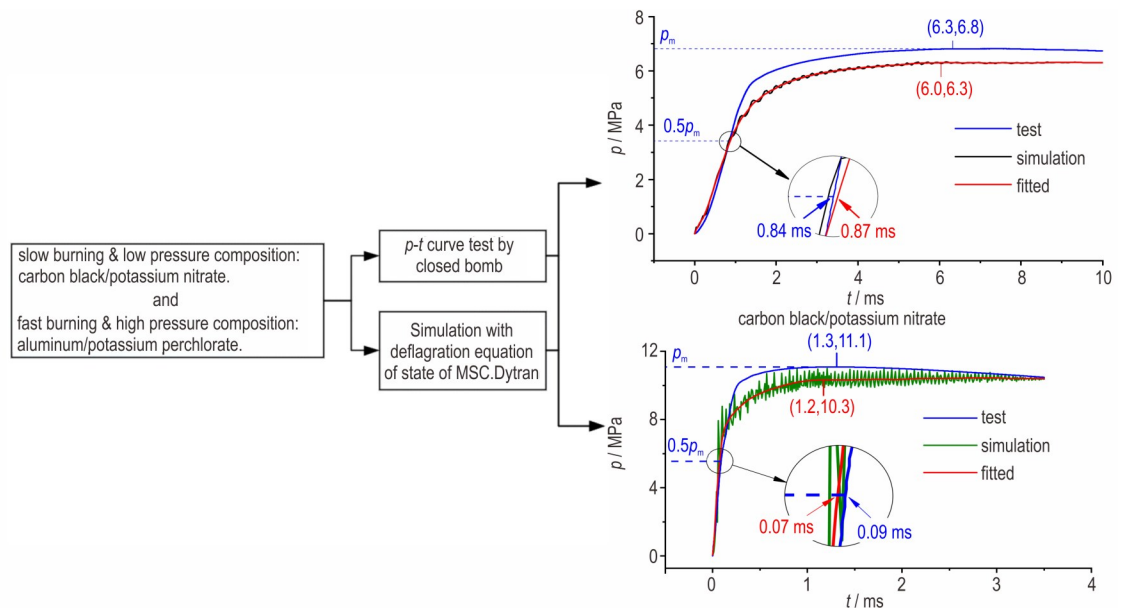 slow burning & low pressure composition:
carbon black/potassium nitrate.
and
fast burning & high pressure composition:
aluminum/potassium perchlorate.
p-t curve test by
closed bomb
Simulation with
deflagration equation
of state of MSC.Dytran
8
6
4
2
0
p / MPa
pm
0.5pm
(6.3,6.8)
(6.0,6.3)
test
simulation
fitted
0.84 ms
0.87 ms
0 2 4 6 8 10
t / ms
carbon black/potassium nitrate
12
8
4
0
p / MPa
pm
0.5pm
(1.3,11.1)
(1.2,10.3)
test
simulation
fitted
0.07 ms
0.09 ms
0 1 2 3 4
t / ms